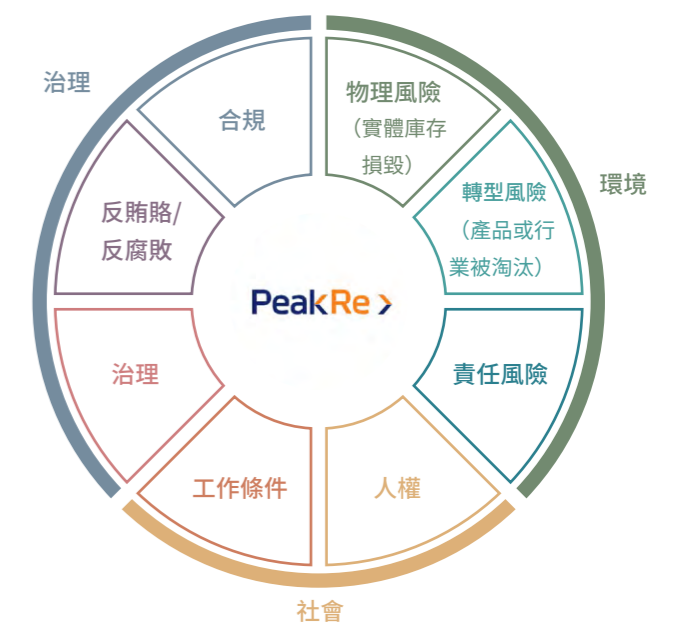 治理
合規
物理風險
（實體庫存
損毀）
環境
轉型風險
（產品或行
業被淘汰）
反賄賂/
反腐敗
PeakRe
治理
責任風險
工作條件
人權
社會